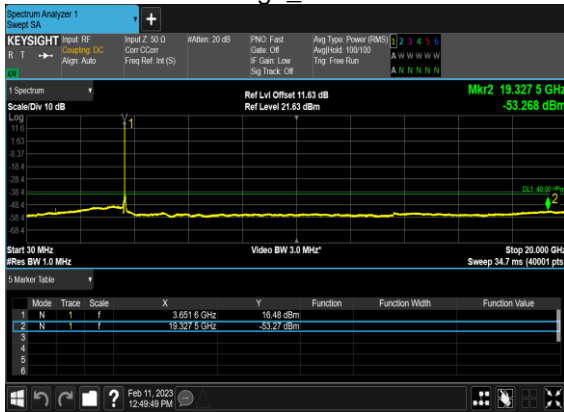 Spectrum Analyzer 1
Swept SA
KEYSIGHT
R T
LXI
Input: RF
Coupling: DC
Align: Auto
Input Z: 50 Ω
Corr CCorr
Freq Ref: Int (S)
#Atten: 20 dB
PNO: Fast
Gate: Off
IF Gain: Low
Sig Track: Off
Avg Type: Power (RMS)
Avg|Hold: 100/100
Trig: Free Run
1 2 3 4 5 6
A W W W W W
A N N N N N
1 Spectrum
Scale/Div 10 dB
Ref Lvl Offset 11.63 dB
Ref Level 21.63 dBm
Mkr2 19.327 5 GHz
-53.268 dBm
Log
11.6
1.63
-8.37
-18.4
-28.4
-38.4
-48.4
-58.4
-68.4
1
DL1 -40.00 dBm
2
Start 30 MHz
#Res BW 1.0 MHz
Video BW 3.0 MHz*
Stop 20.000 GHz
Sweep 34.7 ms (40001 pts)
5 Marker Table
Mode Trace Scale X Y Function Function Width Function Value
1 N 1 f 3.651 6 GHz 16.48 dBm
2 N 1 f 19.327 5 GHz -53.27 dBm
3
4
5
6
?
Feb 11, 2023
12:49:49 PM